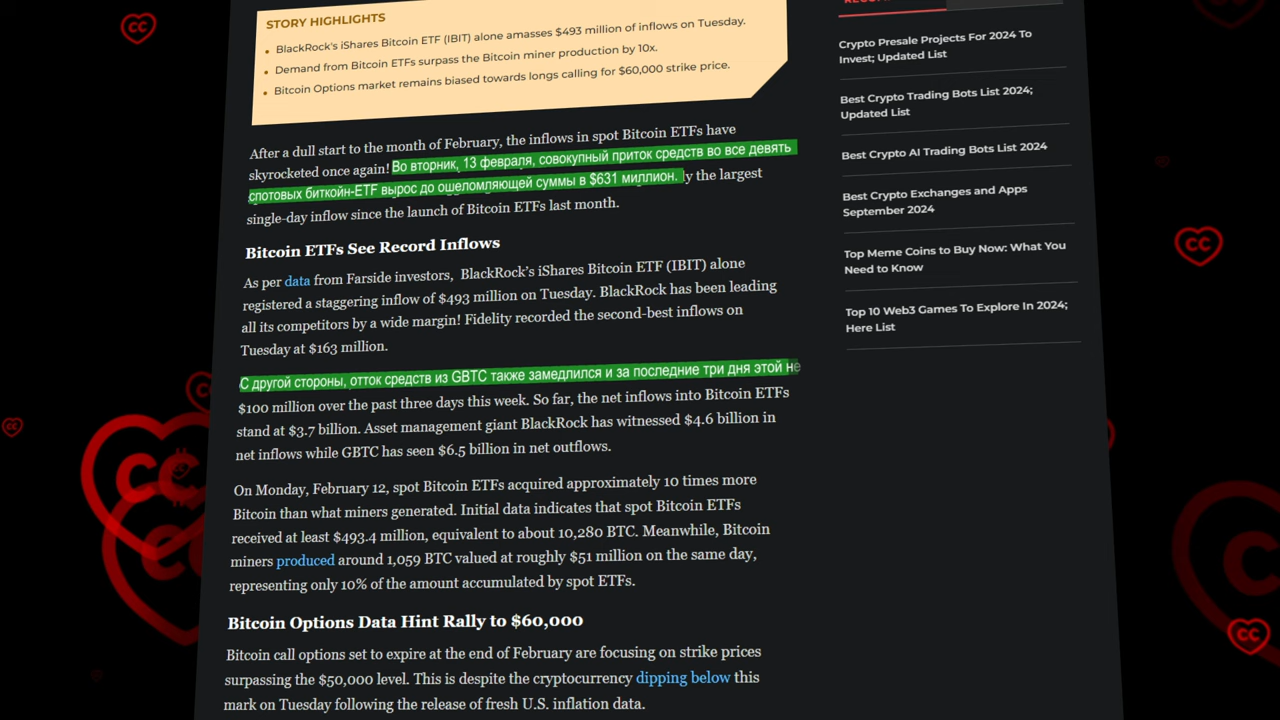 STORY HIGHLIGHTS
BlackRock's iShares Bitcoin ETF (IBIT) alone amasses $493 million of inflows on Tuesday.
Demand from Bitcoin ETFs surpass the Bitcoin miner production by 10x.
Bitcoin Options market remains biased towards longs calling for $60,000 strike price.
After a dull start to the month of February, the inflows in spot Bitcoin ETFs have
skyrocketed once again! Во вторник, 13 февраля, совокупный приток средств во все девять
спотовых биткойн-ETF вырос до ошеломляющей суммы в $631 миллион. y the largest
single-day inflow since the launch of Bitcoin ETFs last month.
Bitcoin ETFs See Record Inflows
As per data from Farside investors, BlackRock's iShares Bitcoin ETF (IBIT) alone
registered a staggering inflow of $493 million on Tuesday. BlackRock has been leading
all its competitors by a wide margin! Fidelity recorded the second-best inflows on
Tuesday at $163 million.
С другой стороны, отток средств из GBTC также замедлился и за последние три дня этой не
$100 million over the past three days this week. So far, the net inflows into Bitcoin ETFs
stand at $3.7 billion. Asset management giant BlackRock has witnessed $4.6 billion in
net inflows while GBTC has seen $6.5 billion in net outflows.
On Monday, February 12, spot Bitcoin ETFs acquired approximately 10 times more
Bitcoin than what miners generated. Initial data indicates that spot Bitcoin ETFs
received at least $493.4 million, equivalent to about 10,280 BTC. Meanwhile, Bitcoin
miners produced around 1,059 BTC valued at roughly $51 million on the same day,
representing only 10% of the amount accumulated by spot ETFs.
Bitcoin Options Data Hint Rally to $60,000
Bitcoin call options set to expire at the end of February are focusing on strike prices
surpassing the $50,000 level. This is despite the cryptocurrency dipping below this
mark on Tuesday following the release of fresh U.S. inflation data.
Crypto Presale Projects For 2024 To
Invest; Updated List
Best Crypto Trading Bots List 2024;
Updated List
Best Crypto AI Trading Bots List 2024
Best Crypto Exchanges and Apps
September 2024
Top Meme Coins to Buy Now: What You
Need to Know
Top 10 Web3 Games To Explore In 2024;
Here List
CC
CC
CC
CC